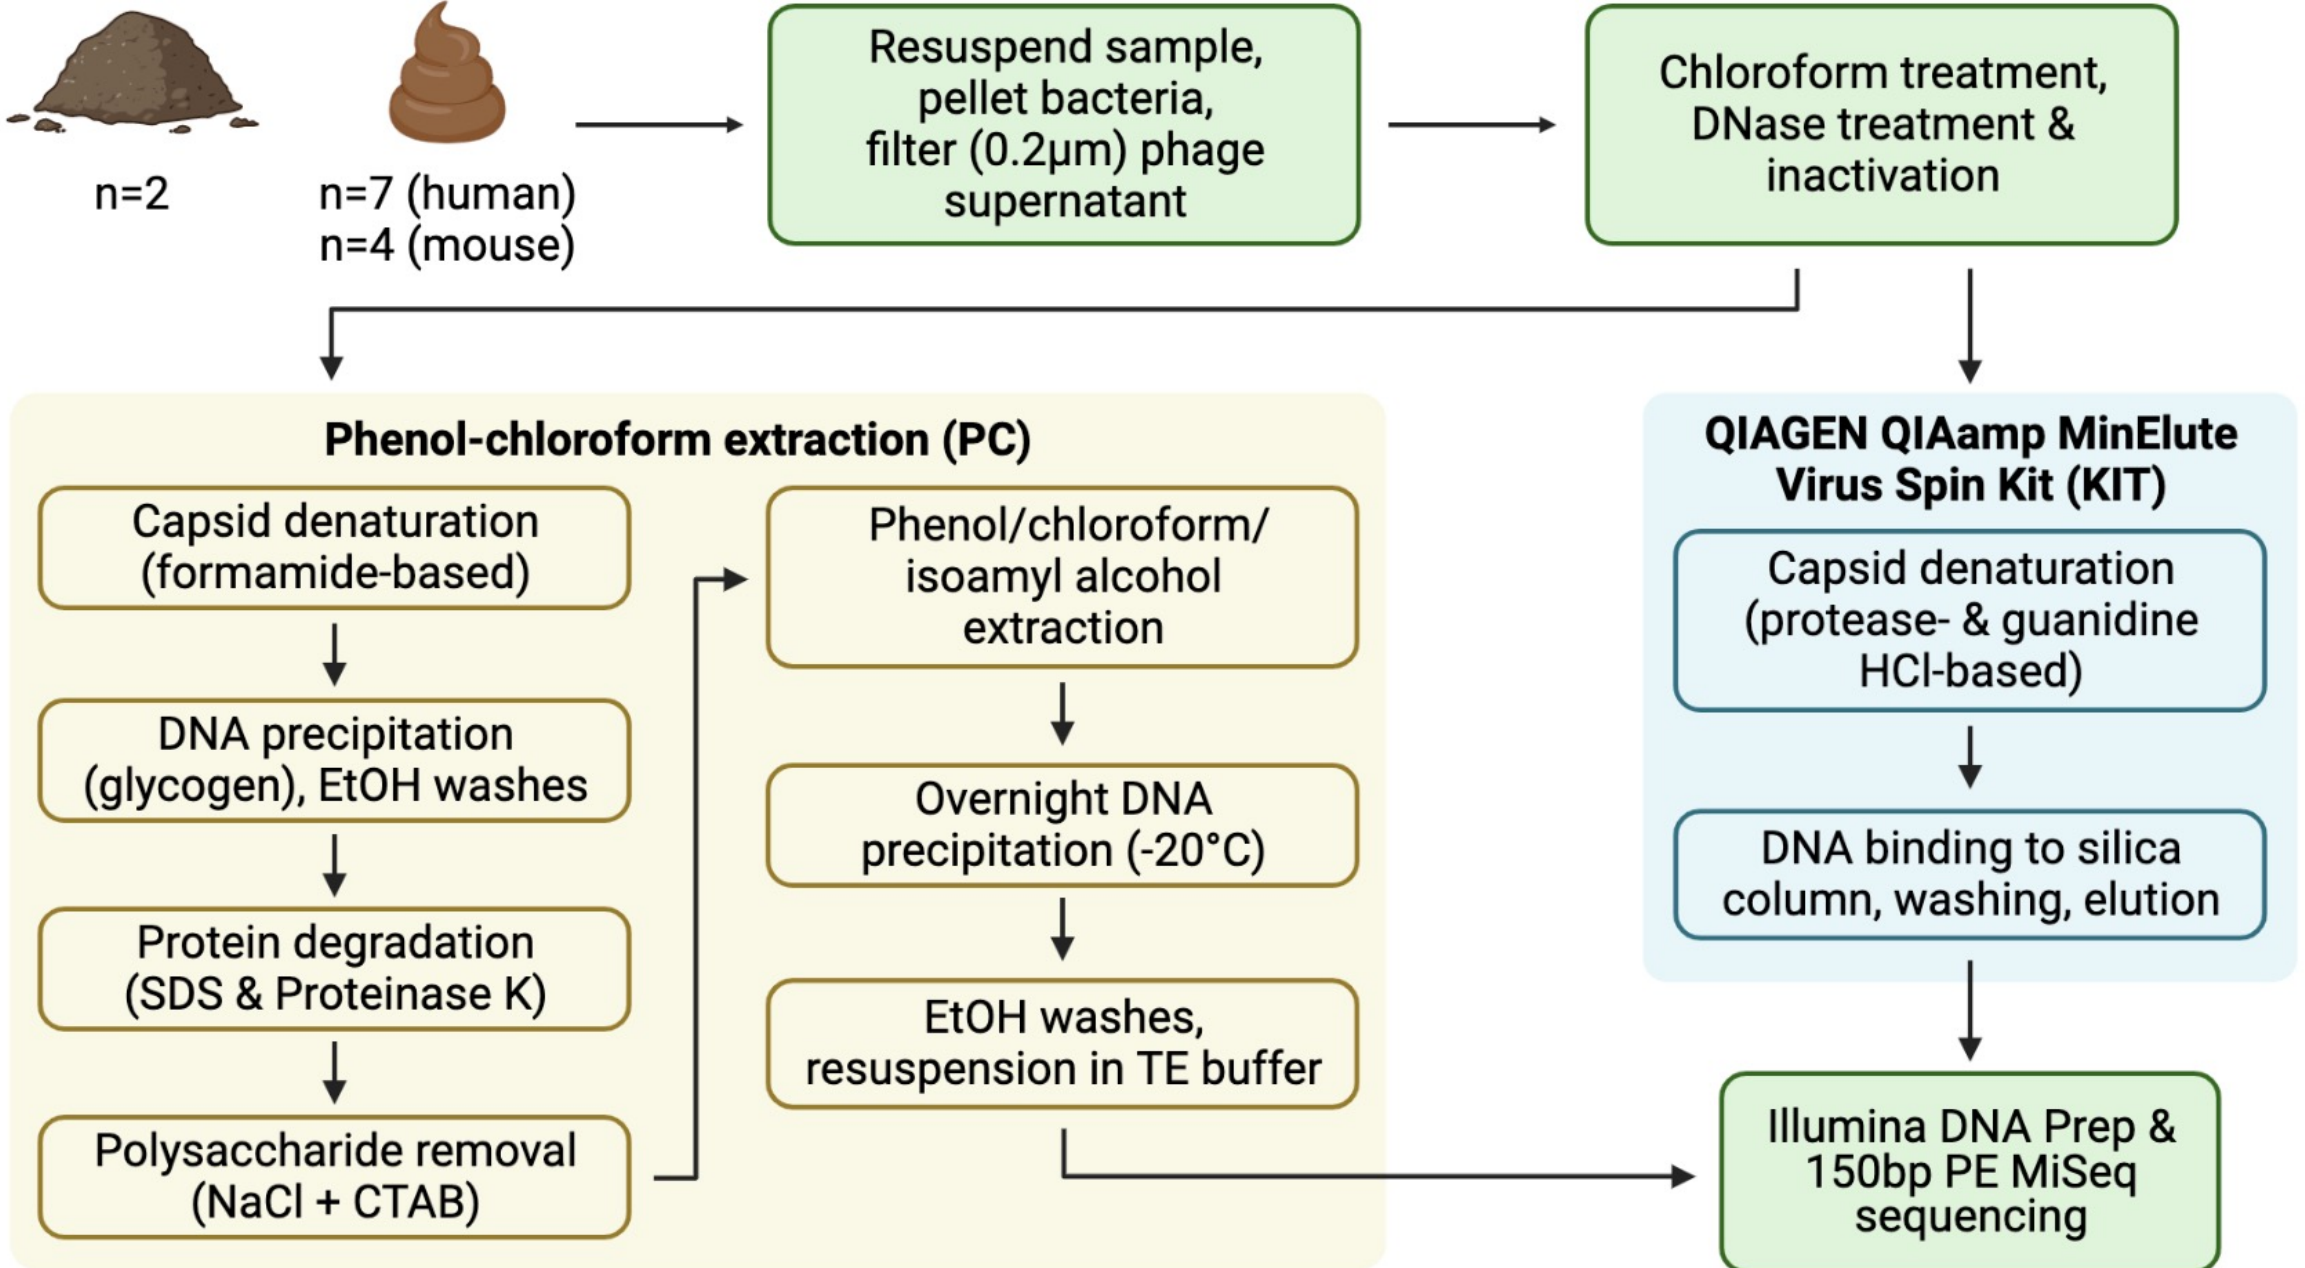 n=2
n=7 (human)
n=4 (mouse)
Resuspend sample,
pellet bacteria,
filter (0.2µm) phage
supernatant
Chloroform treatment,
DNase treatment &
inactivation
Phenol-chloroform extraction (PC)
Capsid denaturation
(formamide-based)
DNA precipitation
(glycogen), EtOH washes
Protein degradation
(SDS & Proteinase K)
Polysaccharide removal
(NaCl + CTAB)
Phenol/chloroform/
isoamyl alcohol
extraction
Overnight DNA
precipitation (-20°C)
EtOH washes,
resuspension in TE buffer
QIAGEN QIAamp MinElute
Virus Spin Kit (KIT)
Capsid denaturation
(protease- & guanidine
HCl-based)
DNA binding to silica
column, washing, elution
Illumina DNA Prep &
150bp PE MiSeq
sequencing